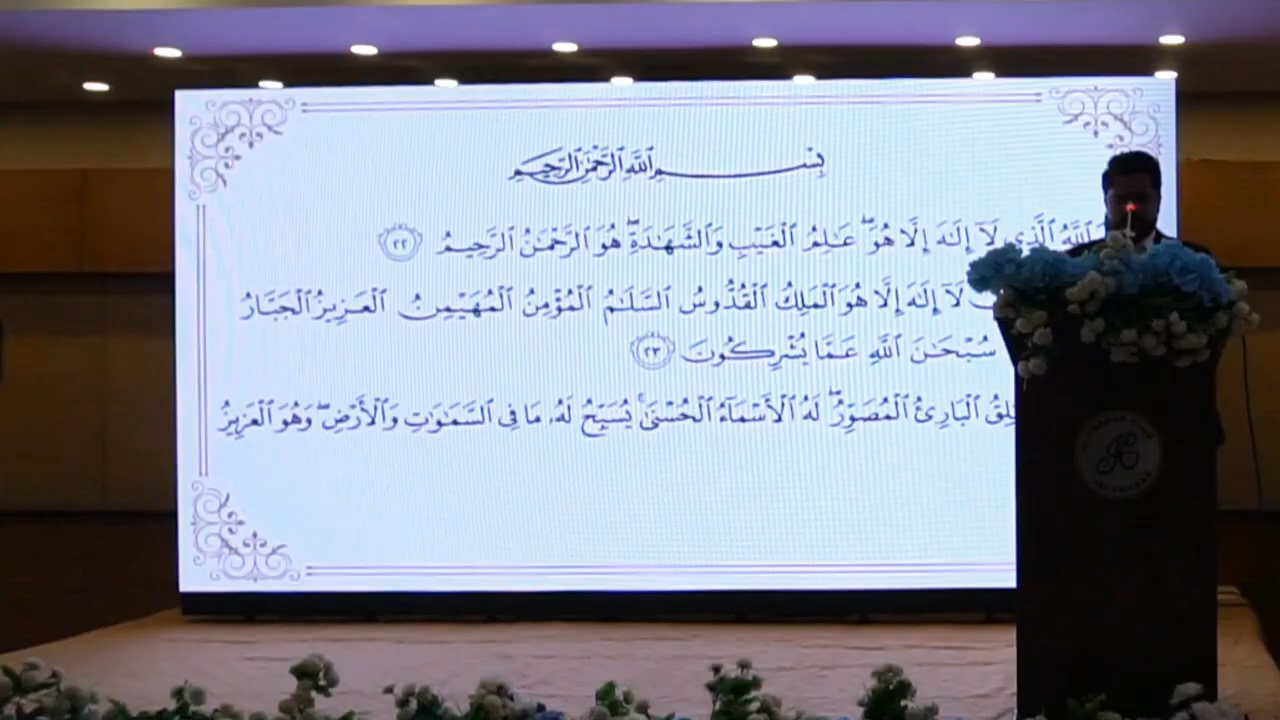 بِسْمِ ٱللَّهِ ٱلرَّحْمَٰنِ ٱلرَّحِيمِ
ٱللَّهُ ٱلَّذِى لَآ إِلَٰهَ إِلَّا هُوَ ۖ عَٰلِمُ ٱلْغَيْبِ وَٱلشَّهَٰدَةِ ۖ هُوَ ٱلرَّحْمَٰنُ ٱلرَّحِيمُ ٢٢
لَآ إِلَٰهَ إِلَّا هُوَ ٱلْمَلِكُ ٱلْقُدُّوسُ ٱلسَّلَٰمُ ٱلْمُؤْمِنُ ٱلْمُهَيْمِنُ ٱلْعَزِيزُ ٱلْجَبَّارُ
سُبْحَٰنَ ٱللَّهِ عَمَّا يُشْرِكُونَ ٢٣
ٱلْبَارِئُ ٱلْمُصَوِّرُ ۖ لَهُ ٱلْأَسْمَآءُ ٱلْحُسْنَىٰ ۚ يُسَبِّحُ لَهُۥ مَا فِى ٱلسَّمَٰوَٰتِ وَٱلْأَرْضِ ۖ وَهُوَ ٱلْعَزِيزُ